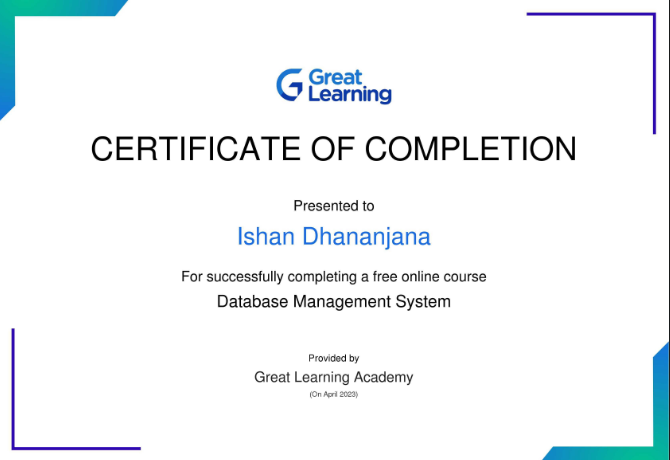 Great
Learning
CERTIFICATE OF COMPLETION
Presented to
Ishan Dhananjana
For successfully completing a free online course
Database Management System
Provided by
Great Learning Academy
(On April 2023)